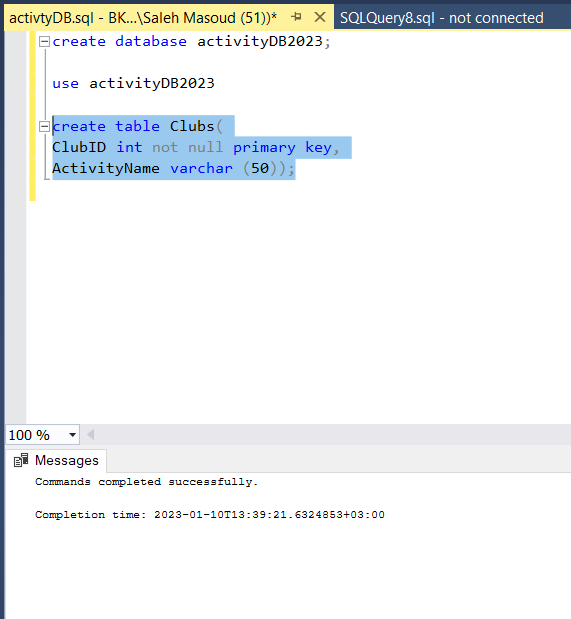 activtyDB.sql - BK...\Saleh Masoud (51))*
SQLQuery8.sql - not connected
create database activityDB2023;
use activityDB2023
create table Clubs(
ClubID int not null primary key,
ActivityName varchar (50));
100 %
Messages
Commands completed successfully.
Completion time: 2023-01-10T13:39:21.6324853+03:00